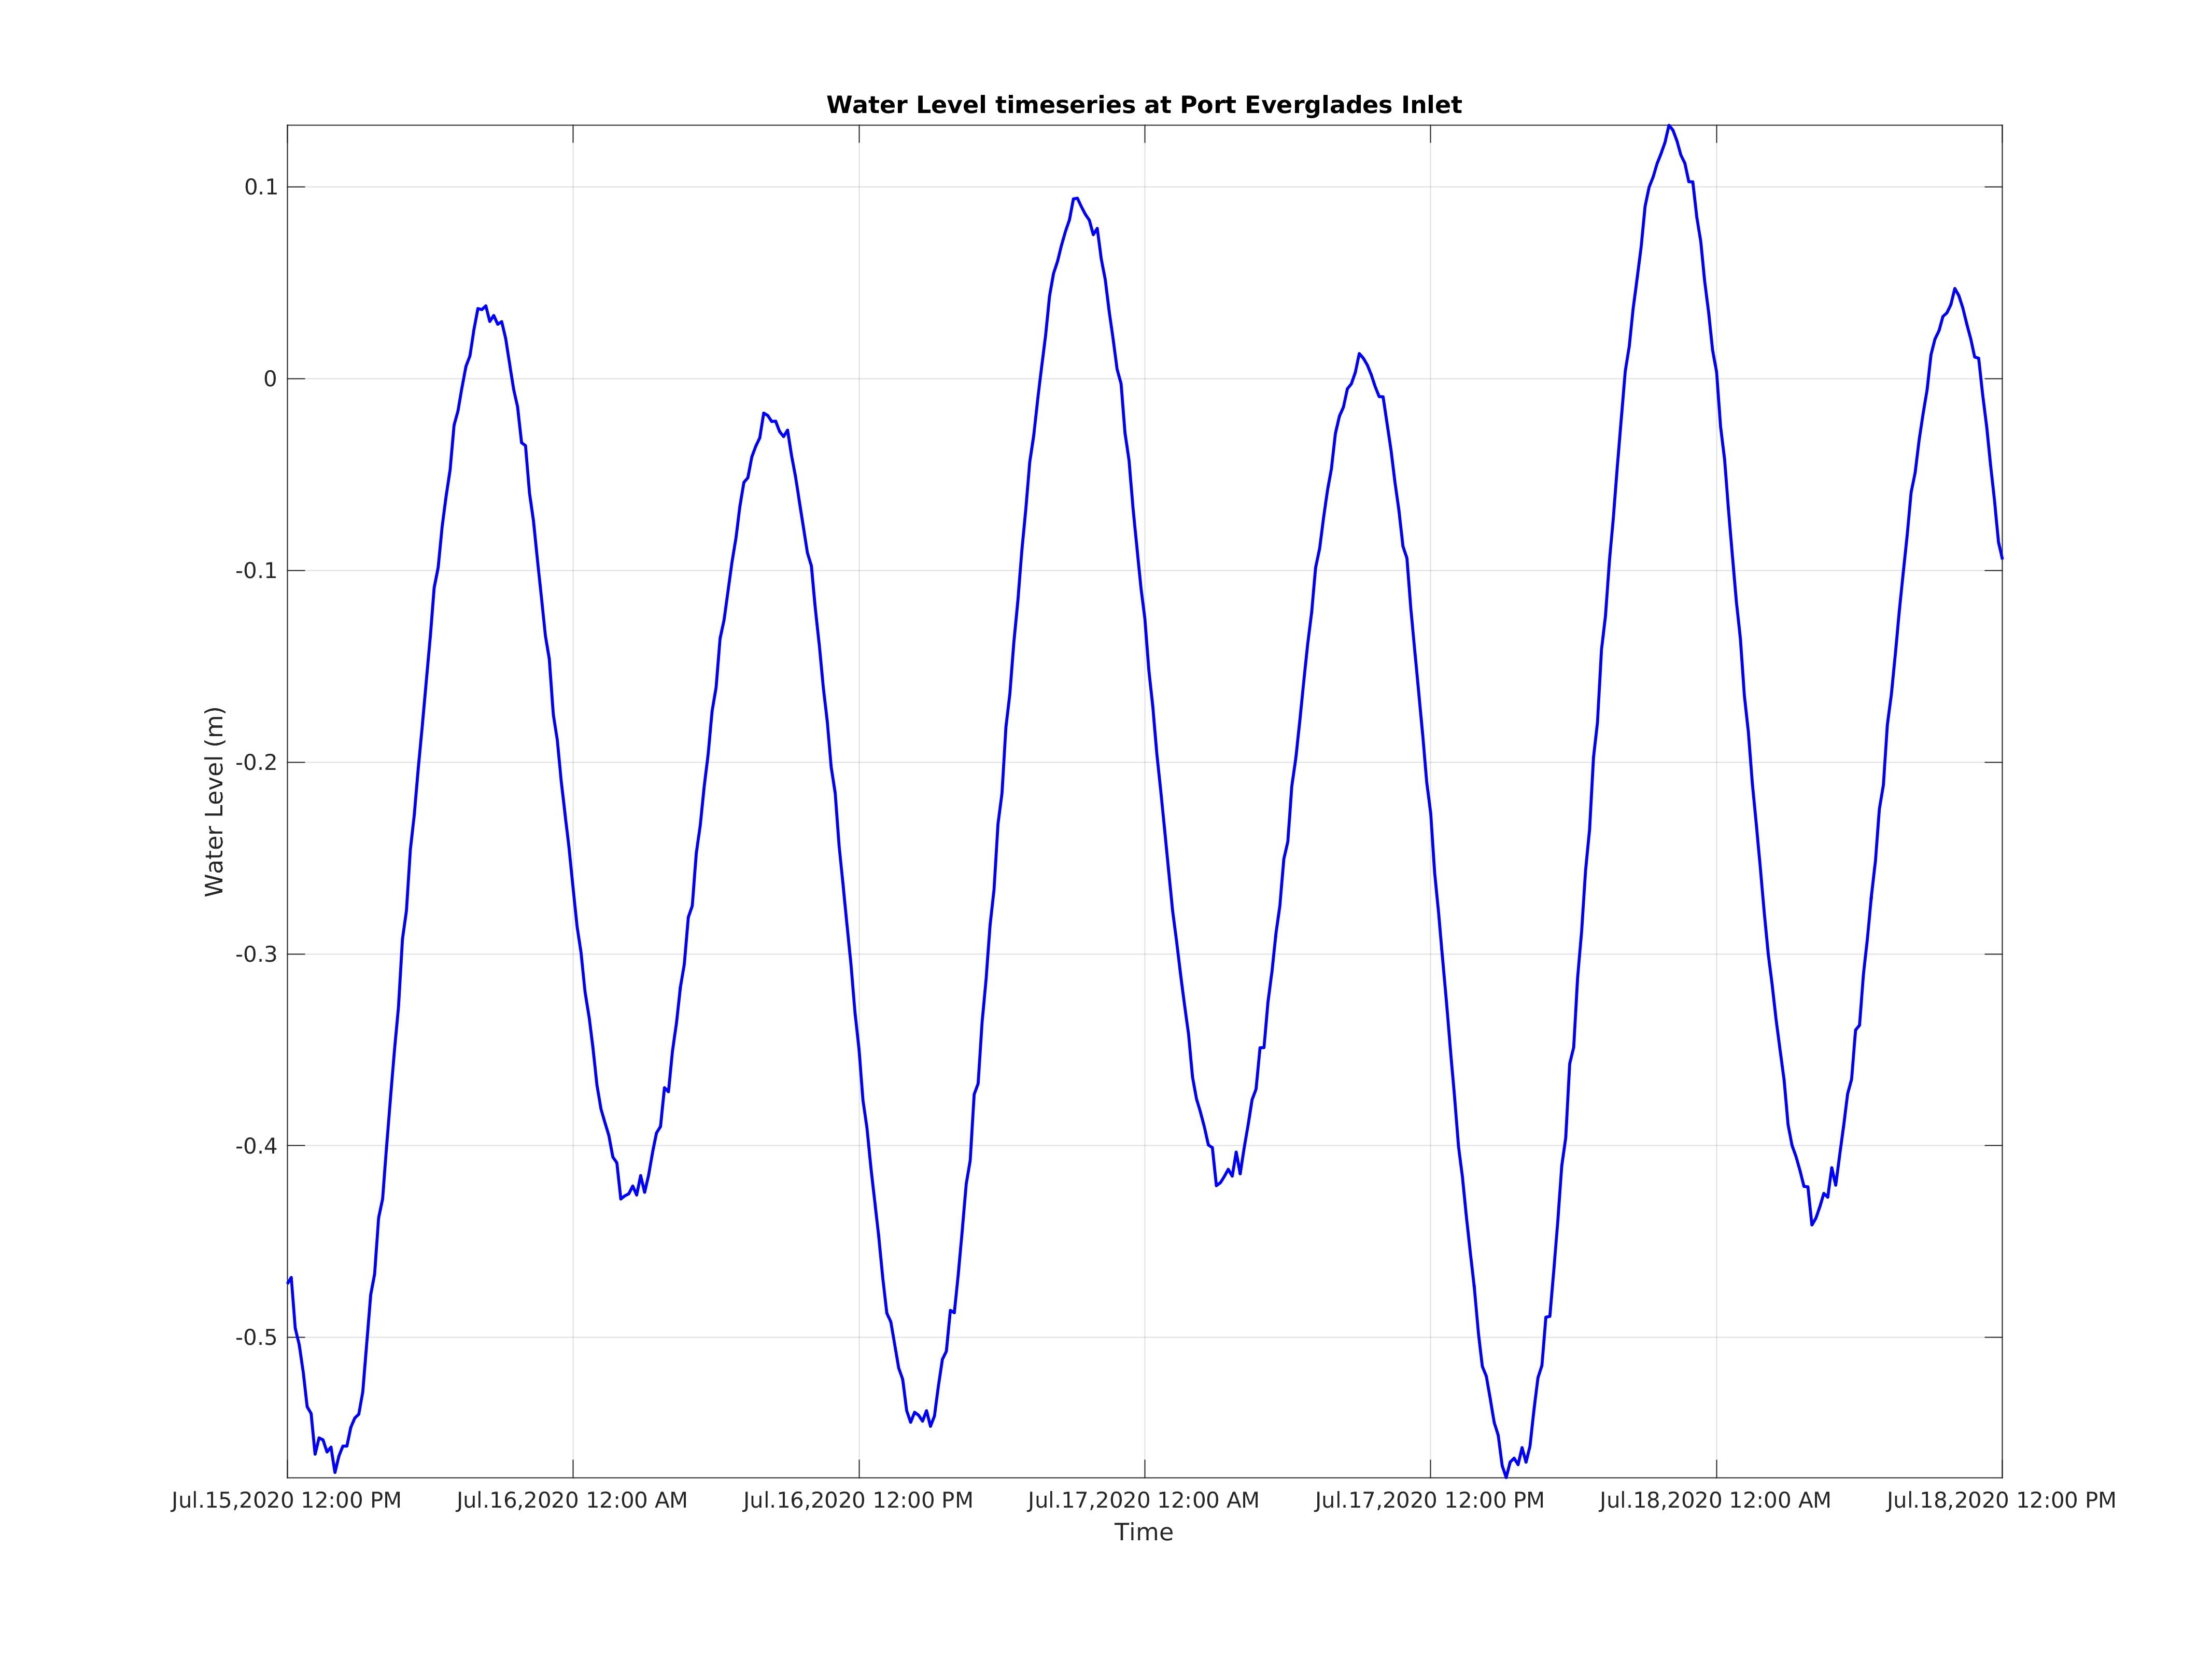 Water Level timeseries at Port Everglades Inlet
0.1
0
-0.1
-0.2
-0.3
-0.4
-0.5
Water Level (m)
Jul.15,2020 12:00 PM
Jul.16,2020 12:00 AM
Jul.16,2020 12:00 PM
Jul.17,2020 12:00 AM
Jul.17,2020 12:00 PM
Jul.18,2020 12:00 AM
Jul.18,2020 12:00 PM
Time